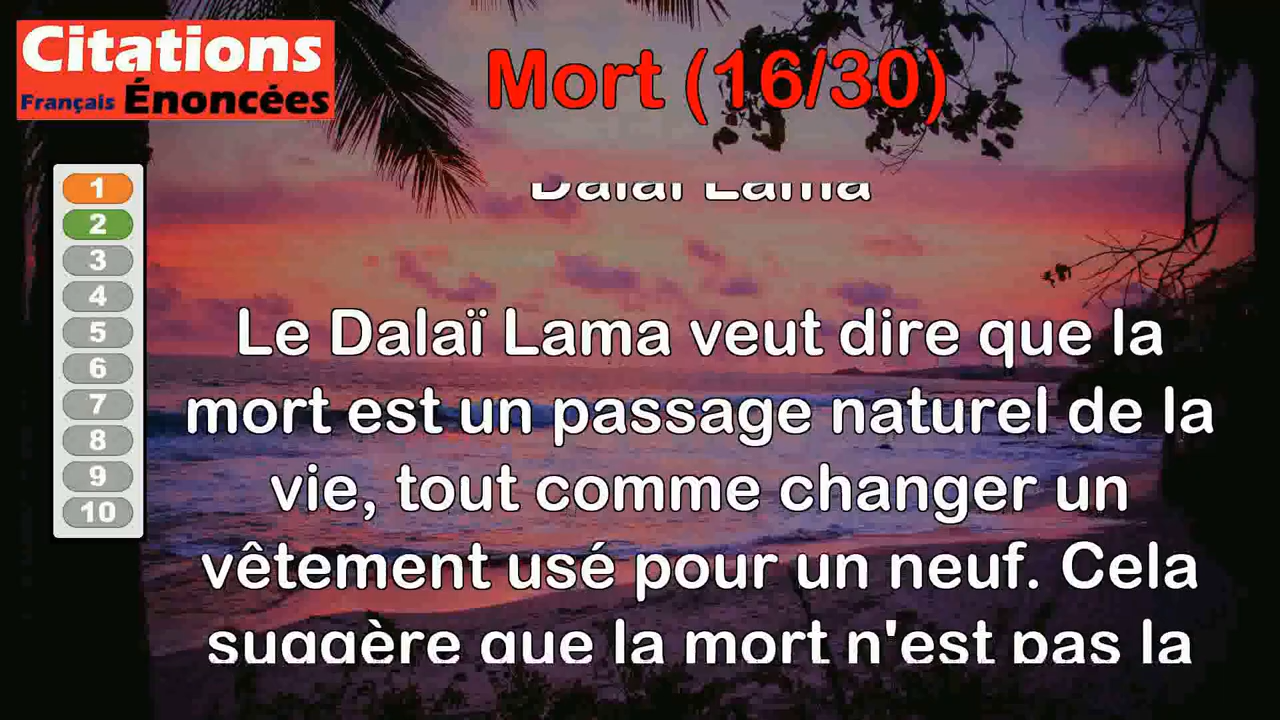 Citations
Français Énoncées
Mort (16/30)
1
2
3
4
5
6
7
8
9
10
Dalaï Lama
Le Dalaï Lama veut dire que la
mort est un passage naturel de la
vie, tout comme changer un
vêtement usé pour un neuf. Cela
suggère que la mort n'est pas la